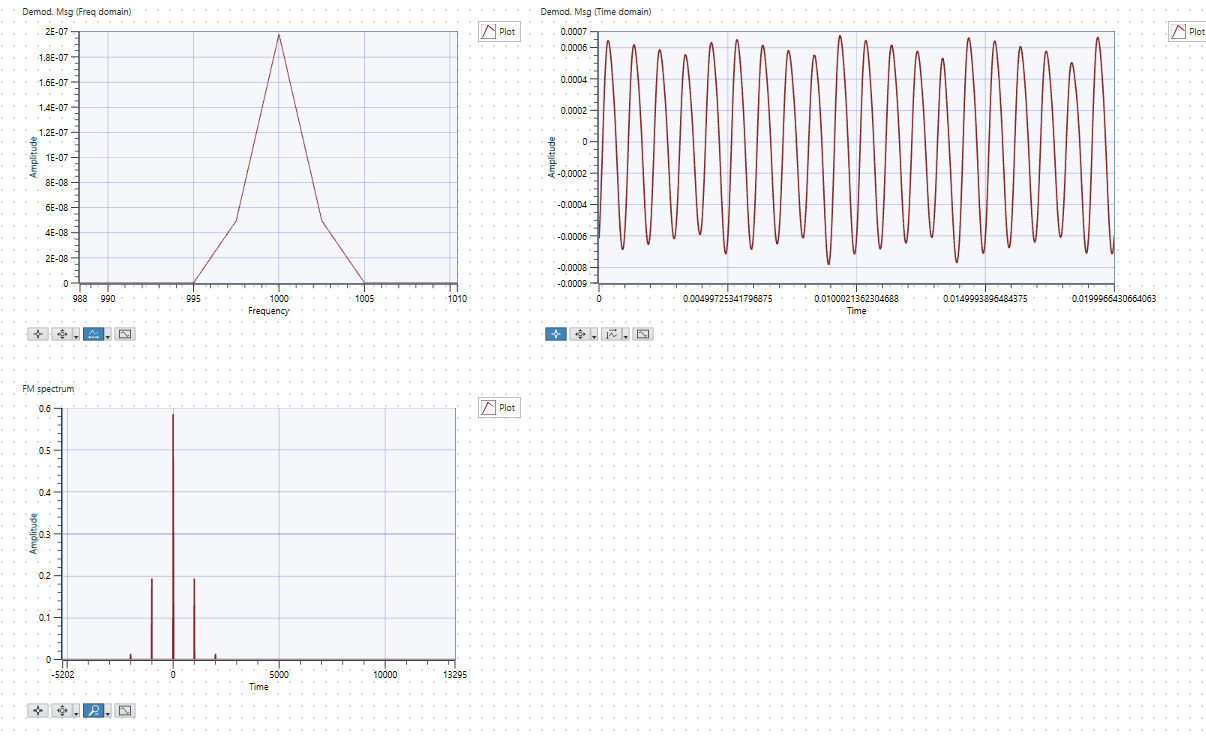 Demod. Msg (Freq domain)
Plot
2E-07
1.8E-07
1.6E-07
1.4E-07
1.2E-07
1E-07
8E-08
6E-08
4E-08
2E-08
0
Amplitude
988 990 995 1000 1005 1010
Frequency
Demod. Msg (Time domain)
Plot
0.0007
0.0006
0.0004
0.0002
0
-0.0002
-0.0004
-0.0006
-0.0008
-0.0009
Amplitude
0 0.00499725341796875 0.0100021362304688 0.0149993896484375 0.0199966430664063
Time
FM spectrum
Plot
0.6
0.5
0.4
0.3
0.2
0.1
0
Amplitude
-5202 0 5000 10000 13295
Time